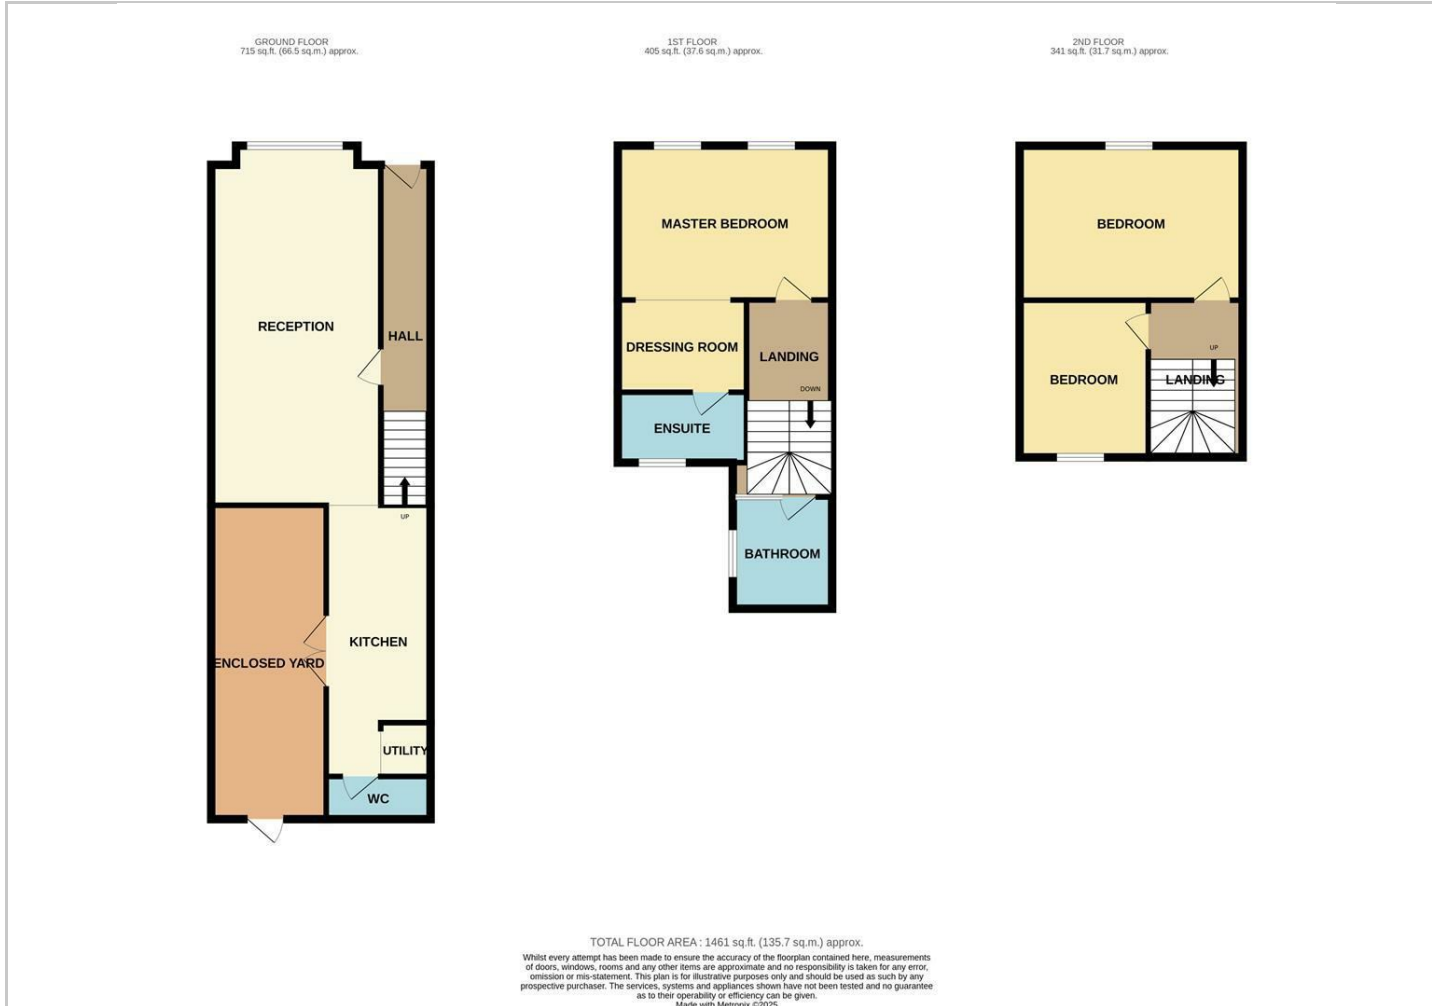 GROUND FLOOR
715 sq.ft. (66.5 sq.m.) approx.
1ST FLOOR
405 sq.ft. (37.6 sq.m.) approx.
2ND FLOOR
341 sq.ft. (31.7 sq.m.) approx.
RECEPTION
HALL
UP
KITCHEN
ENCLOSED YARD
UTILITY
WC
MASTER BEDROOM
DRESSING ROOM
LANDING
DOWN
ENSUITE
BATHROOM
BEDROOM
UP
BEDROOM
LANDING
TOTAL FLOOR AREA : 1461 sq.ft. (135.7 sq.m.) approx.
Whilst every attempt has been made to ensure the accuracy of the floorplan contained here, measurements
of doors, windows, rooms and any other items are approximate and no responsibility is taken for any error,
omission or mis-statement. This plan is for illustrative purposes only and should be used as such by any
prospective purchaser. The services, systems and appliances shown have not been tested and no guarantee
as to their operability or efficiency can be given.
Made with Metropix ©2025